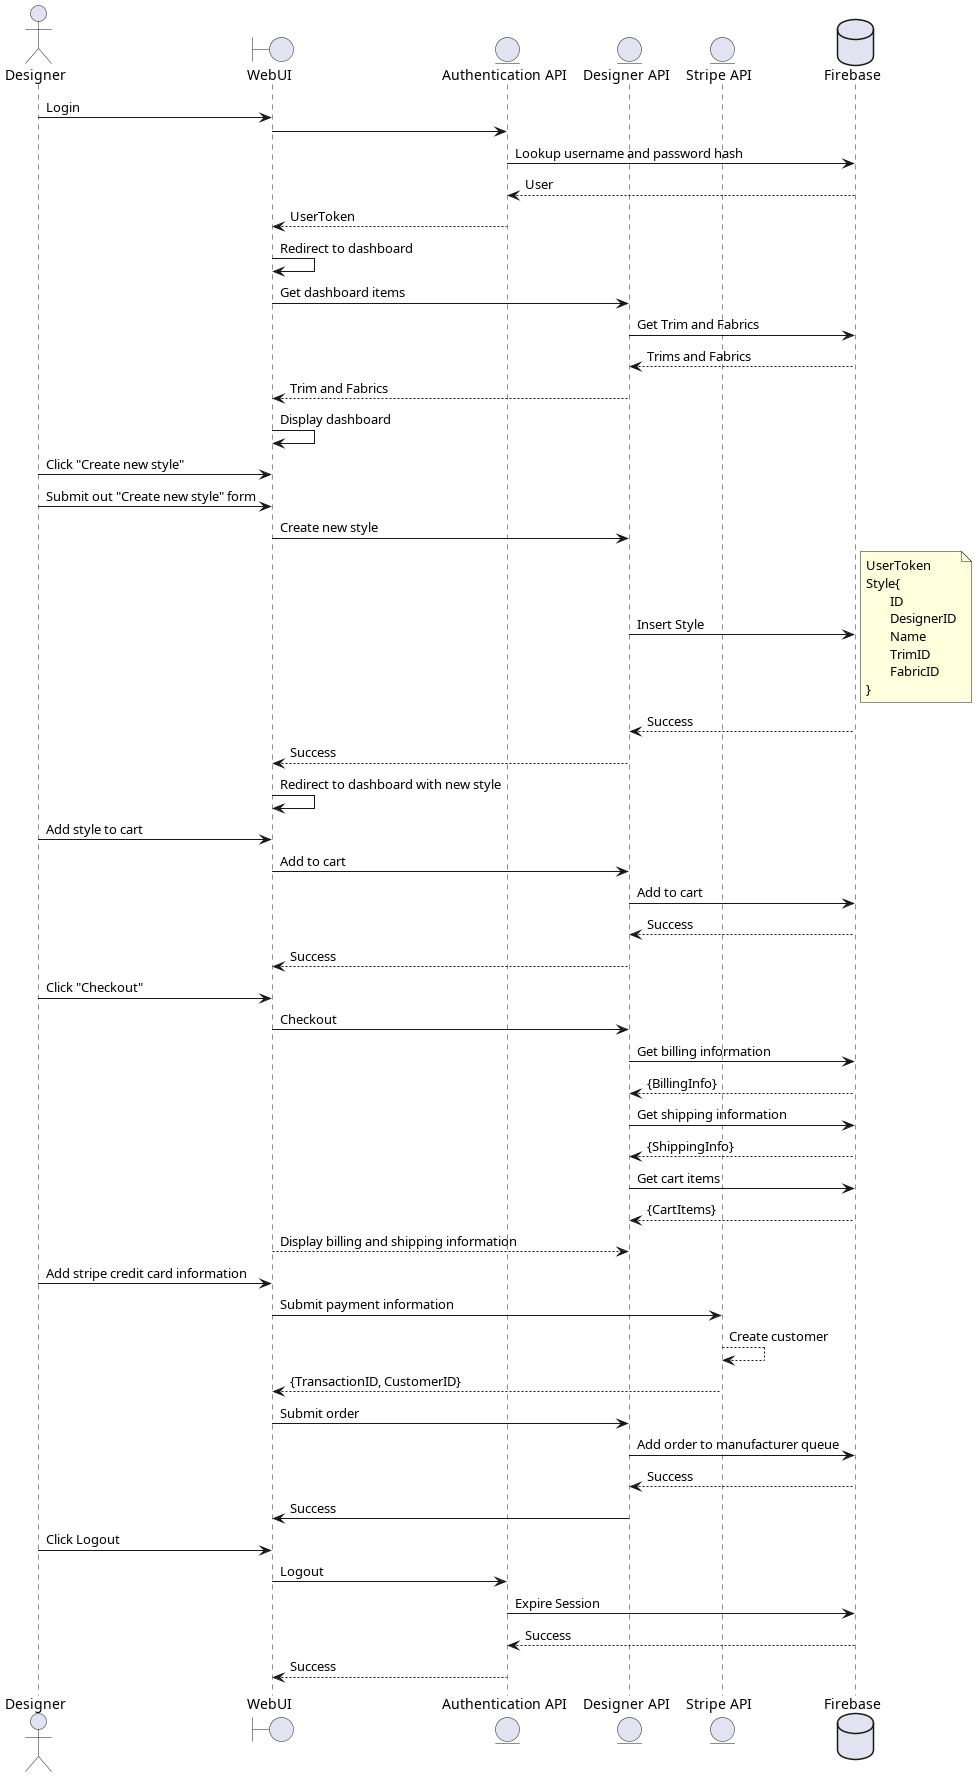 Designer
WebUI
Authentication API
Designer API
Stripe API
Firebase
Login
Lookup username and password hash
User
UserToken
Redirect to dashboard
Get dashboard items
Get Trim and Fabrics
Trims and Fabrics
Trim and Fabrics
Display dashboard
Click "Create new style"
Submit out "Create new style" form
Create new style
UserToken
Style{
ID
DesignerID
Name
TrimID
FabricID
}
Insert Style
Success
Success
Redirect to dashboard with new style
Add style to cart
Add to cart
Add to cart
Success
Success
Click "Checkout"
Checkout
Get billing information
{BillingInfo}
Get shipping information
{ShippingInfo}
Get cart items
{CartItems}
Display billing and shipping information
Add stripe credit card information
Submit payment information
Create customer
{TransactionID, CustomerID}
Submit order
Add order to manufacturer queue
Success
Success
Click Logout
Logout
Expire Session
Success
Success
Designer
WebUI
Authentication API
Designer API
Stripe API
Firebase